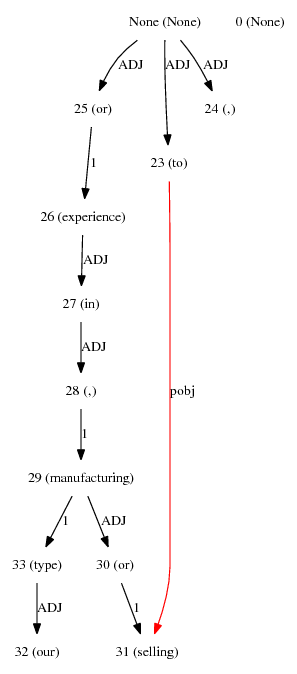 None (None) 0 (None)
ADJ ADJ ADJ
25 (or) 24 (,)
1 23 (to)
26 (experience)
ADJ
27 (in)
ADJ
28 (,) pobj
1
29 (manufacturing)
1 ADJ
33 (type) 30 (or)
ADJ 1
32 (our) 31 (selling)